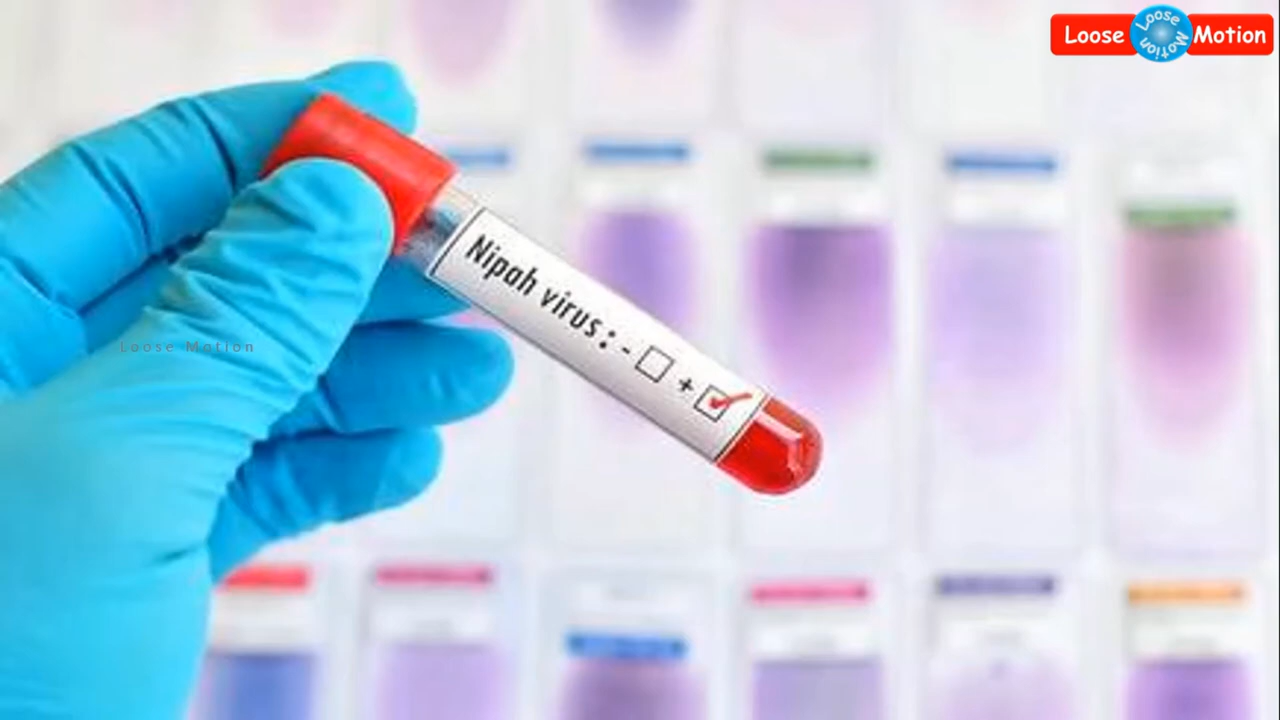 Loose Loose Motion Motion
Nipah virus : - ☐ + ☑
Loose Motion